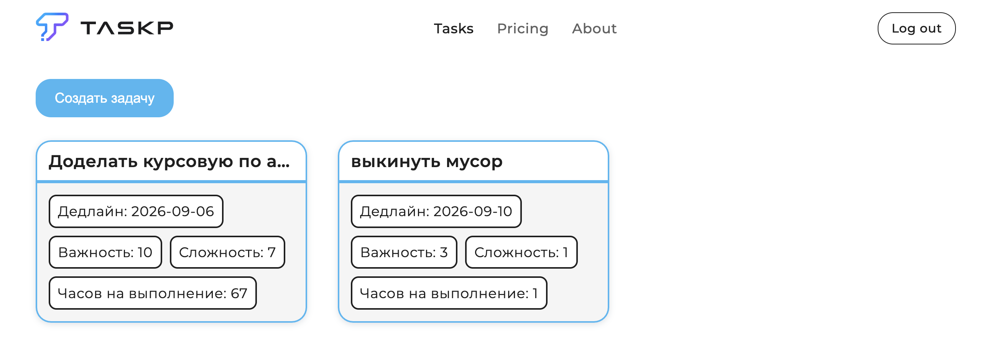 TASKP
Tasks Pricing About
Log out
Создать задачу
Доделать курсовую по а...
Дедлайн: 2026-09-06
Важность: 10 Сложность: 7
Часов на выполнение: 67
выкинуть мусор
Дедлайн: 2026-09-10
Важность: 3 Сложность: 1
Часов на выполнение: 1